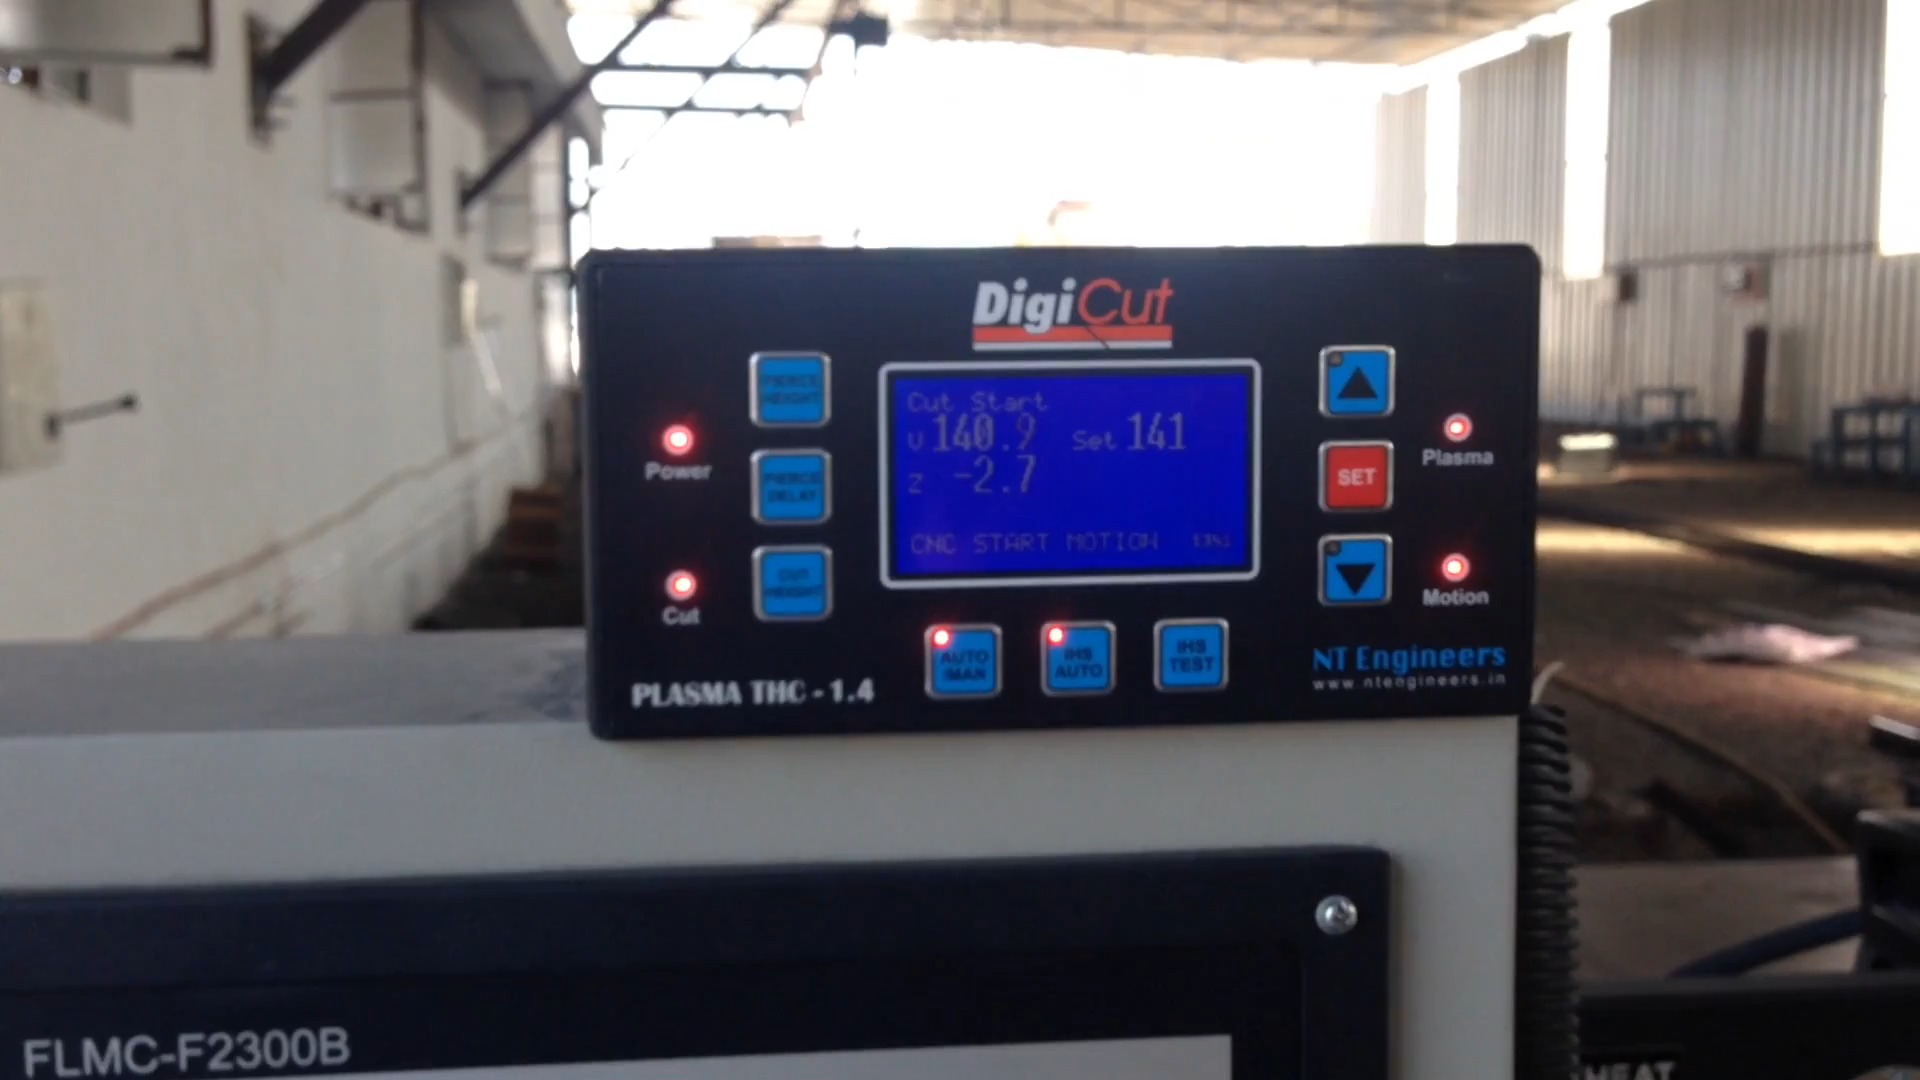 DigiCut
PIERCE HEIGHT
PIERCE DELAY
CUT HEIGHT
Power
Cut
Cut Start
V 140.9 Set 141
Z -2.7
CNC START MOTION
SET
Plasma
Motion
AUTO /MAN
IHS AUTO
IHS TEST
PLASMA THC - 1.4
NT Engineers
www.ntengineers.in
FLMC-F2300B
HEAT